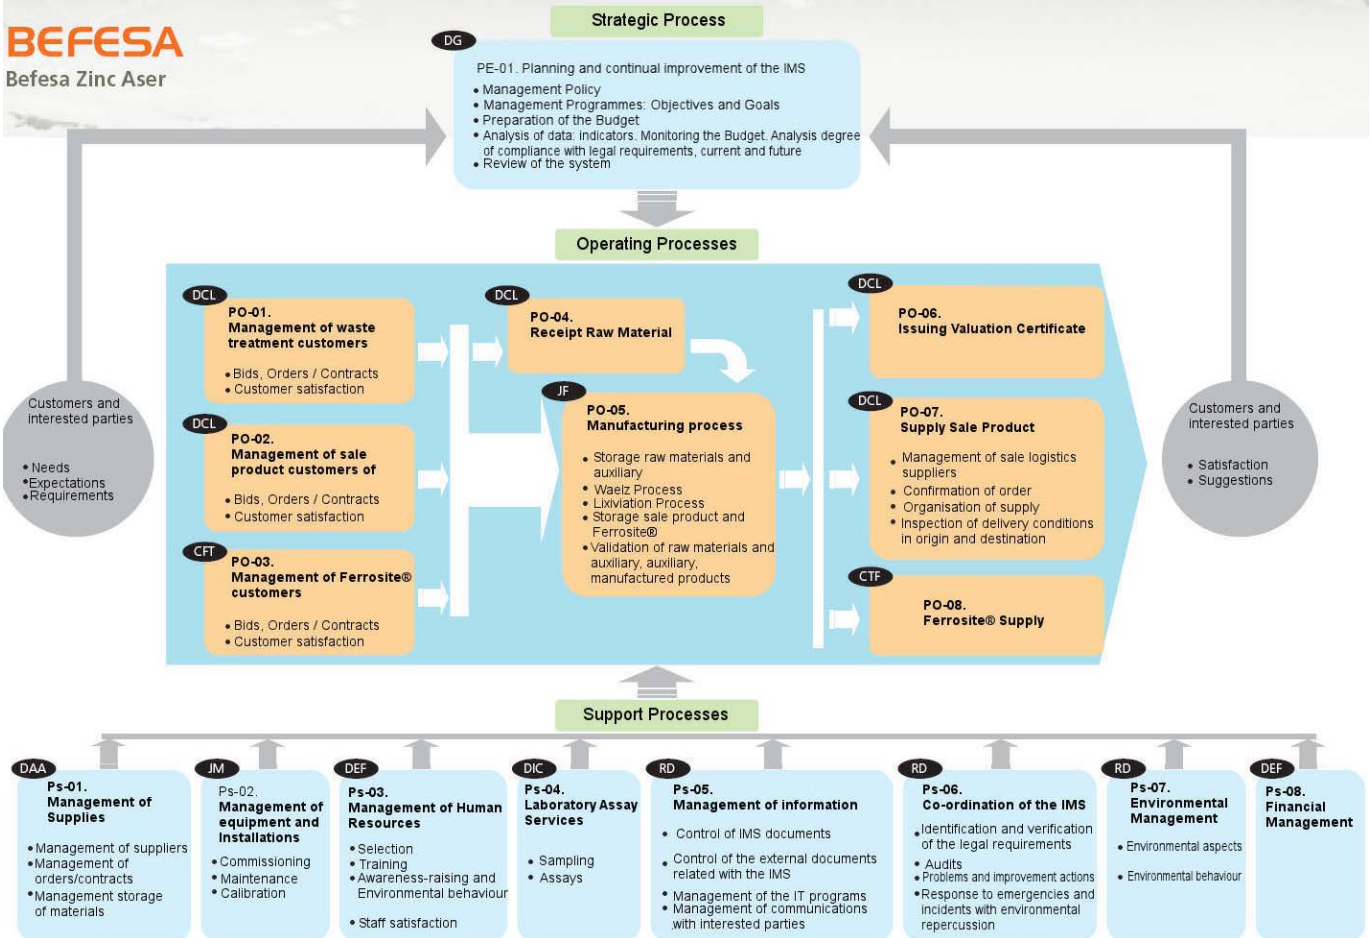 BEFESA
Befesa Zinc Aser
Strategic Process
DG
PE-01. Planning and continual improvement of the IMS
• Management Policy
• Management Programmes: Objectives and Goals
• Preparation of the Budget
• Analysis of data: indicators. Monitoring the Budget. Analysis degree
of compliance with legal requirements, current and future
• Review of the system
Operating Processes
Customers and
interested parties
• Needs
• Expectations
• Requirements
DCL
PO-01.
Management of waste
treatment customers
• Bids, Orders / Contracts
• Customer satisfaction
DCL
PO-02.
Management of sale
product customers of
• Bids, Orders / Contracts
• Customer satisfaction
CFT
PO-03.
Management of Ferrosite®
customers
• Bids, Orders / Contracts
• Customer satisfaction
DCL
PO-04.
Receipt Raw Material
JF
PO-05.
Manufacturing process
• Storage raw materials and
auxiliary
• Waelz Process
• Lixiviation Process
• Storage sale product and
Ferrosite®
• Validation of raw materials and
auxiliary, auxiliary,
manufactured products
DCL
PO-06.
Issuing Valuation Certificate
DCL
PO-07.
Supply Sale Product
• Management of sale logistics
suppliers
• Confirmation of order
• Organisation of supply
• Inspection of delivery conditions
in origin and destination
CTF
PO-08.
Ferrosite® Supply
Customers and
interested parties
• Satisfaction
• Suggestions
Support Processes
DAA
Ps-01.
Management of
Supplies
• Management of suppliers
• Management of
orders/contracts
• Management storage
of materials
JM
Ps-02.
Management of
equipment and
Installations
• Commissioning
• Maintenance
• Calibration
DEF
Ps-03.
Management of Human
Resources
• Selection
• Training
• Awareness-raising and
Environmental behaviour
• Staff satisfaction
DIC
Ps-04.
Laboratory Assay
Services
• Sampling
• Assays
RD
Ps-05.
Management of information
• Control of IMS documents
• Control of the external documents
related with the IMS
• Management of the IT programs
• Management of communications
with interested parties
RD
Ps-06.
Co-ordination of the IMS
• Identification and verification
of the legal requirements
• Audits
• Problems and improvement actions
• Response to emergencies and
incidents with environmental
repercussion
RD
Ps-07.
Environmental
Management
• Environmental aspects
• Environmental behaviour
DEF
Ps-08.
Financial
Management